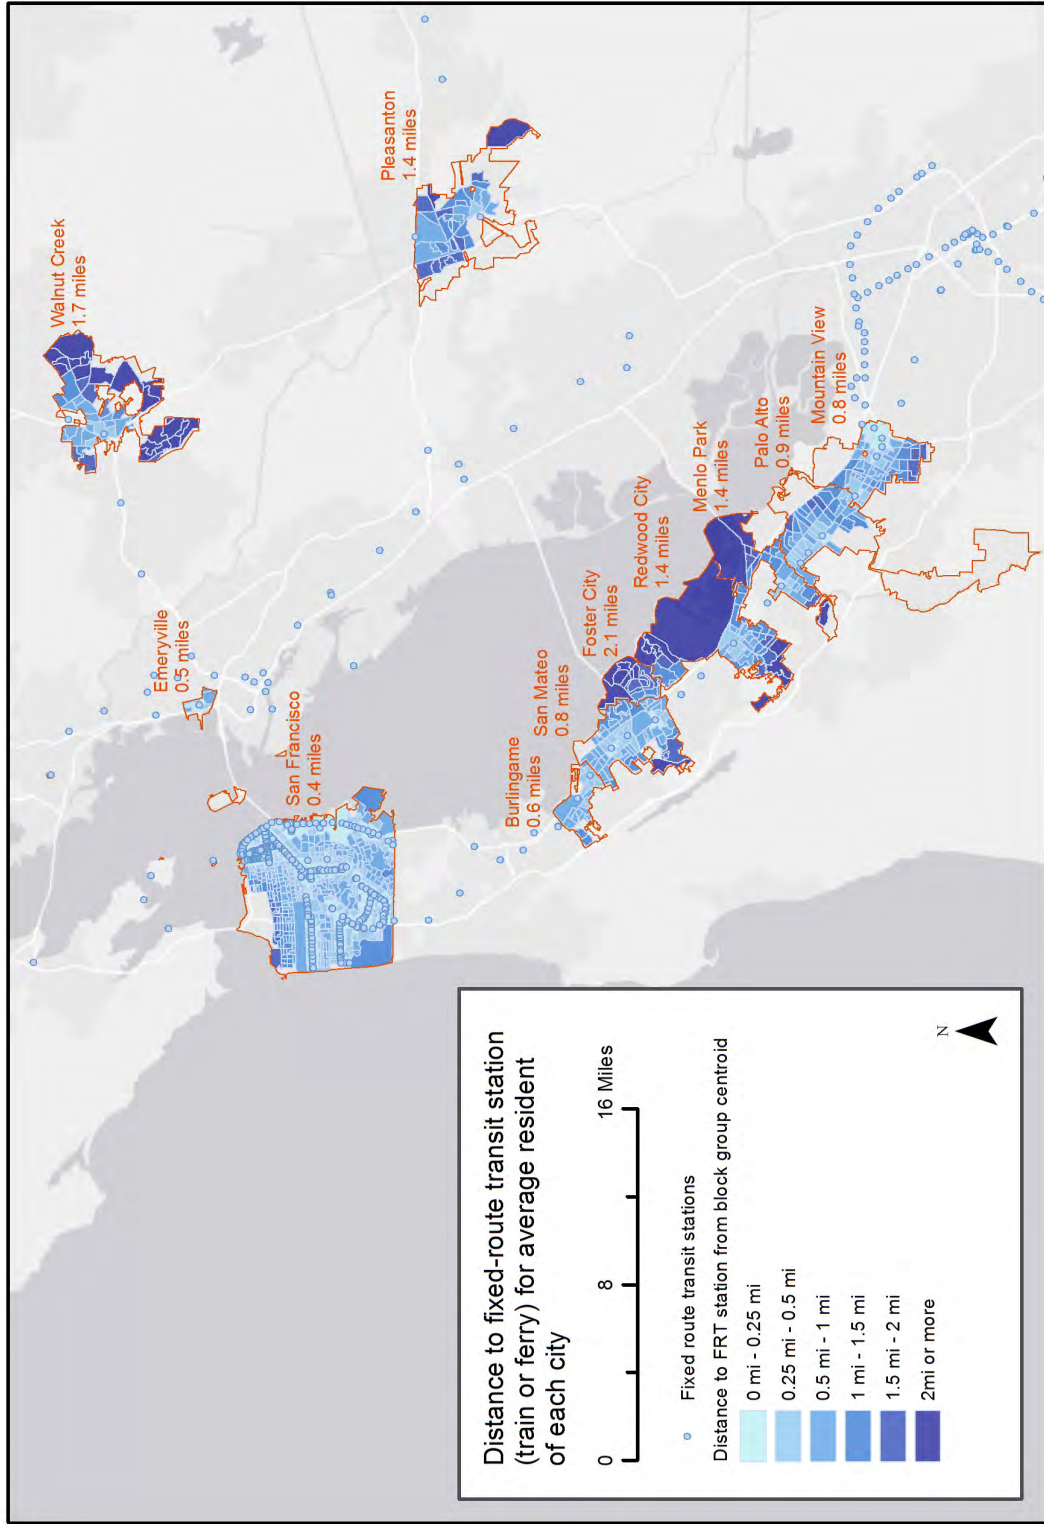 Walnut Creek
1.7 miles
Pleasanton
1.4 miles
Emeryville
0.5 miles
San Francisco
0.4 miles
Burlingame
0.6 miles
San Mateo
0.8 miles
Foster City
2.1 miles
Redwood City
1.4 miles
Menlo Park
1.4 miles
Palo Alto
0.9 miles
Mountain View
0.8 miles
Distance to fixed-route transit station
(train or ferry) for average resident
of each city
0 8 16 Miles
Fixed route transit stations
Distance to FRT station from block group centroid
0 mi - 0.25 mi
0.25 mi - 0.5 mi
0.5 mi - 1 mi
1 mi - 1.5 mi
1.5 mi - 2 mi
2mi or more
N